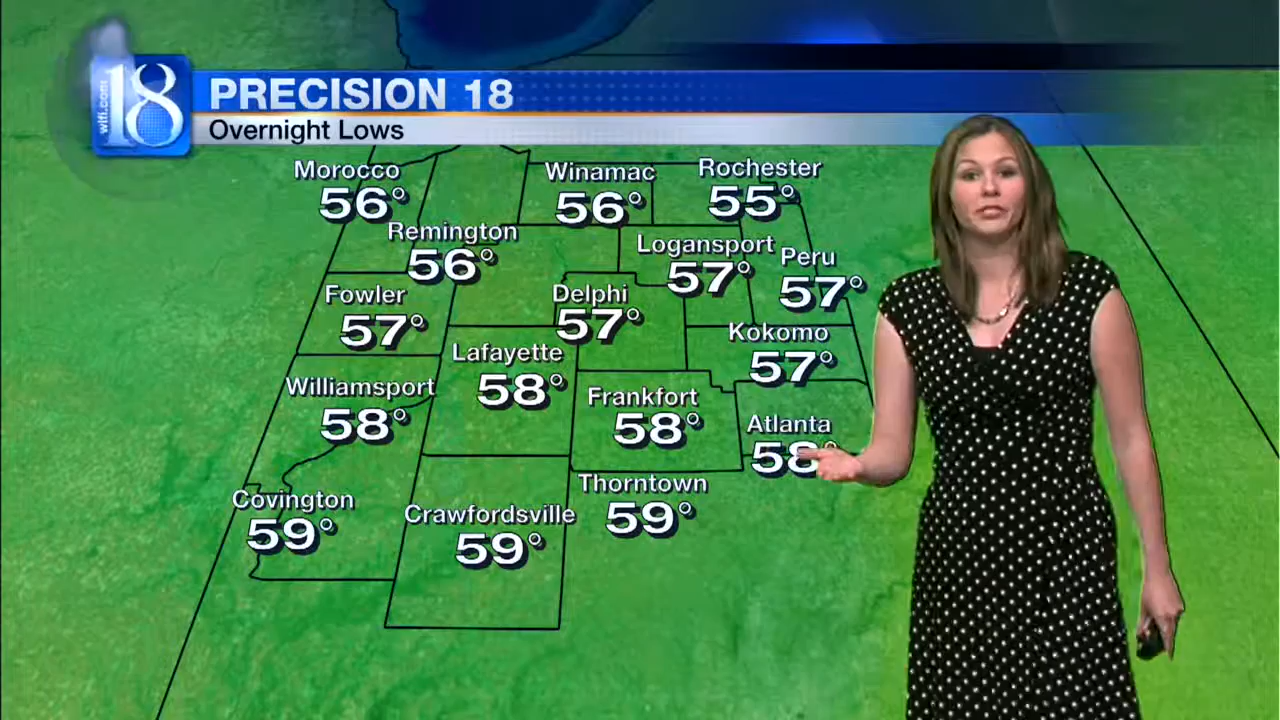 wlfi.com
18
PRECISION 18
Overnight Lows
Morocco
56°
Winamac
56°
Rochester
55°
Remington
56°
Logansport
57°
Peru
57°
Fowler
57°
Delphi
57°
Kokomo
57°
Lafayette
58°
Williamsport
58°
Frankfort
58°
Atlanta
58°
Covington
59°
Crawfordsville
59°
Thorntown
59°